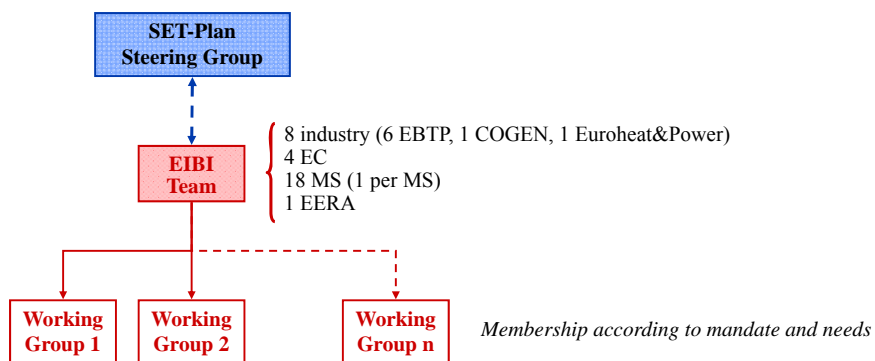 SET-Plan
Steering Group
EIBI
Team
8 industry (6 EBTP, 1 COGEN, 1 Euroheat&Power)
4 EC
18 MS (1 per MS)
1 EERA
Working
Group 1
Working
Group 2
Working
Group n
Membership according to mandate and needs